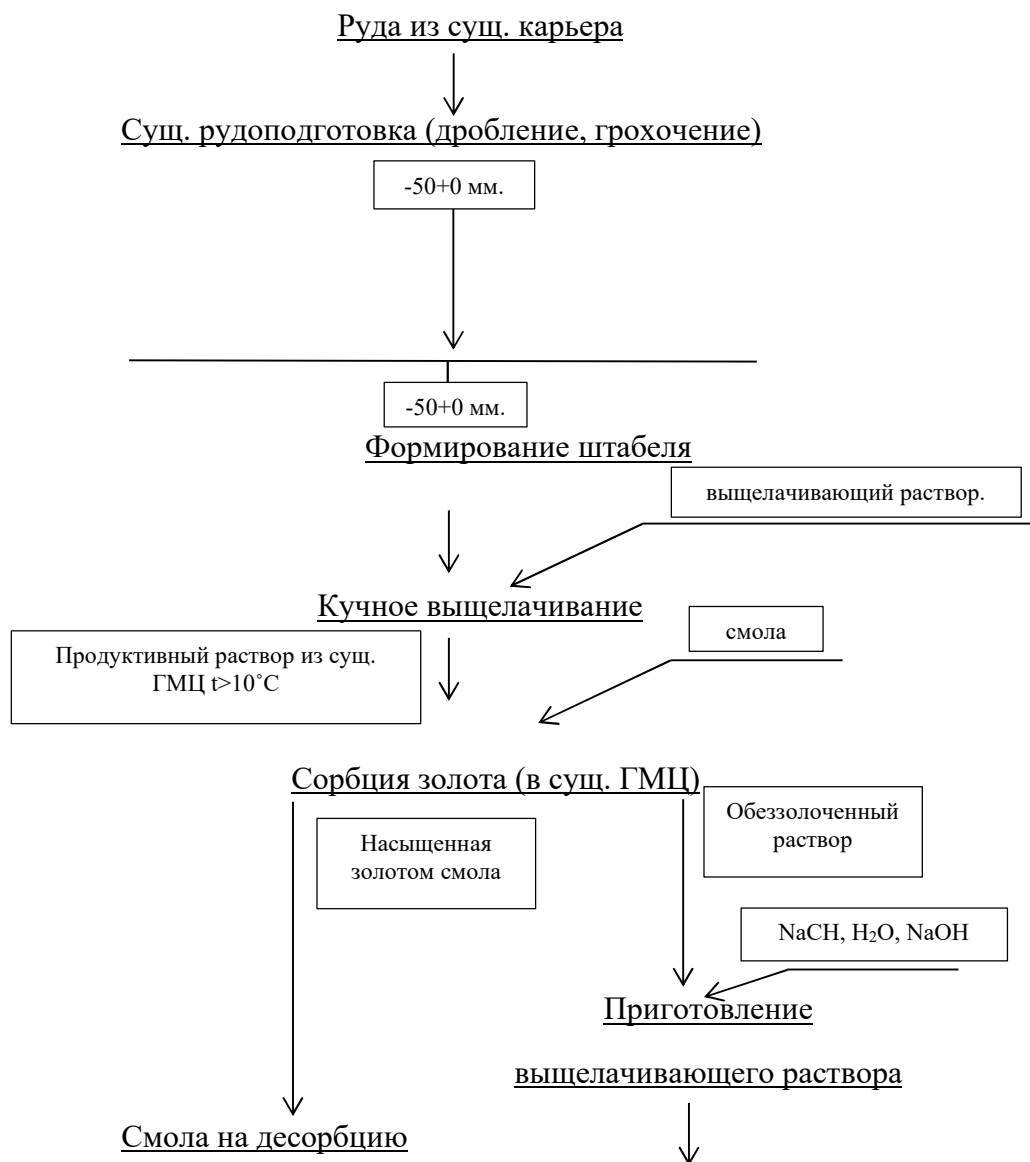 Руда из сущ. карьера
Сущ. рудоподготовка (дробление, грохочение)
-50+0 мм.
-50+0 мм.
Формирование штабеля
выщелачивающий раствор.
Кучное выщелачивание
смола
Продуктивный раствор из сущ.
ГМЦ t>10˚С
Сорбция золота (в сущ. ГМЦ)
Насыщенная
золотом смола
Обеззолоченный
раствор
NaCH, H₂O, NaOH
Приготовление
выщелачивающего раствора
Смола на десорбцию